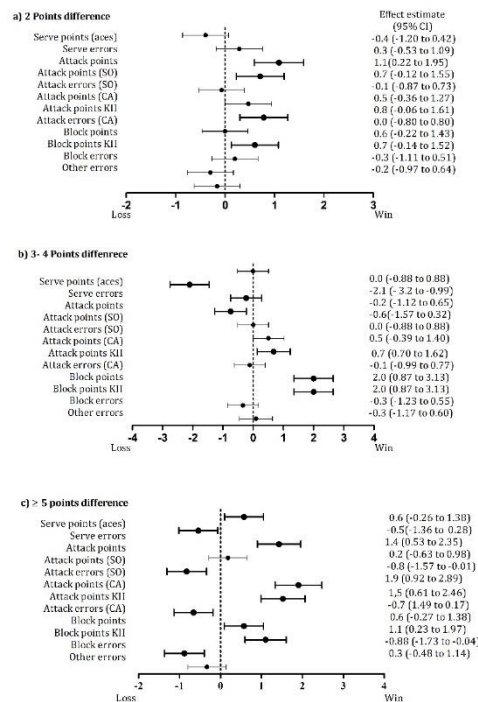 a) 2 Points difference
Effect estimate
(95% CI)
Serve points (aces)
-0.4 (-1.20 to 0.42)
Serve errors
0.3 (-0.53 to 1.09)
Attack points
1.1(0.22 to 1.95)
Attack points (SO)
0.7 (-0.12 to 1.55)
Attack errors (SO)
-0.1 (-0.87 to 0.73)
Attack points (CA)
0.5 (-0.36 to 1.27)
Attack points KII
0.8 (-0.06 to 1.61)
Attack errors (CA)
0.0 (-0.80 to 0.80)
Block points
0.6 (-0.22 to 1.43)
Block points KII
0.7 (-0.14 to 1.52)
Block errors
-0.3 (-1.11 to 0.51)
Other errors
-0.2 (-0.97 to 0.64)
-2 -1 0 1 2 3
Loss Win
b) 3- 4 Points diffenrece
0.0 (-0.88 to 0.88)
Serve points (aces)
-2.1 (- 3.2 to -0.99)
Serve errors
-0.2 (-1.12 to 0.65)
Attack points
-0.6(-1.57 to 0.32)
Attack points (SO)
0.0 (-0.88 to 0.88)
Attack errors (SO)
0.5 (-0.39 to 1.40)
Attack points (CA)
0.7 (0.70 to 1.62)
Attack points KII
-0.1 (-0.99 to 0.77)
Attack errors (CA)
2.0 (0.87 to 3.13)
Block points
2.0 (0.87 to 3.13)
Block points KII
-0.3 (-1.23 to 0.55)
Block errors
-0.3 (-1.17 to 0.60)
Other errors
-4 -3 -2 -1 0 1 2 3 4
Loss Win
c) ≥ 5 points difference
0.6 (-0.26 to 1.38)
Serve points (aces)
-0.5(-1.36 to 0.28)
Serve errors
1.4 (0.53 to 2.35)
Attack points
0.2 (-0.63 to 0.98)
Attack points (SO)
-0.8 (-1.57 to -0.01)
Attack errors (SO)
1.9 (0.92 to 2.89)
Attack points (CA)
1,5 (0.61 to 2.46)
Attack points KII
-0.7 (1.49 to 0.17)
Attack errors (CA)
0.6 (-0.27 to 1.38)
Block points
1.1 (0.23 to 1.97)
Block points KII
-0.88 (-1.73 to -0.04)
Block errors
0.3 (-0.48 to 1.14)
Other errors
-2 -1 0 1 2 3 4
Loss Win